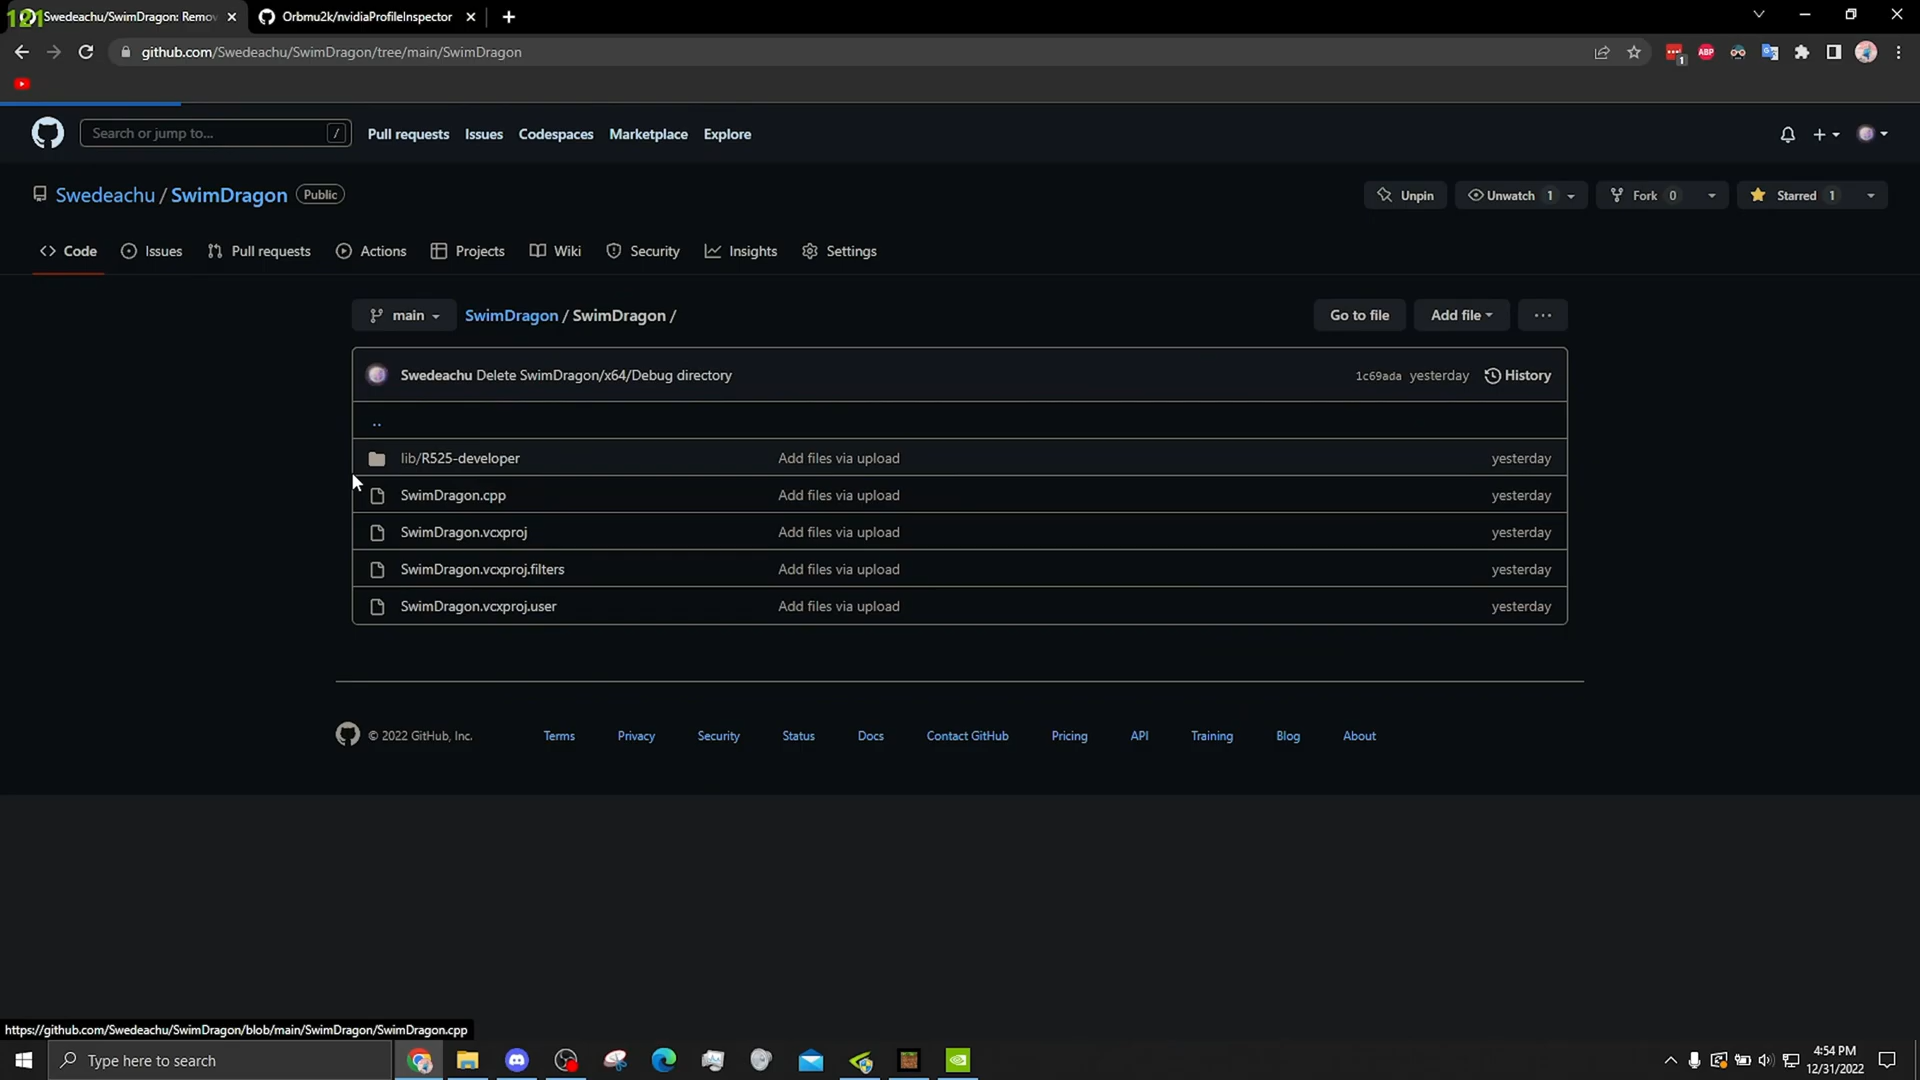 121
Swedeachu/SwimDragon: Remov
Orbmu2k/nvidiaProfileInspector
github.com/Swedeachu/SwimDragon/tree/main/SwimDragon
1
ABP
Search or jump to...
/
Pull requests
Issues
Codespaces
Marketplace
Explore
Swedeachu / SwimDragon
Public
Unpin
Unwatch 1
Fork 0
Starred 1
Code
Issues
Pull requests
Actions
Projects
Wiki
Security
Insights
Settings
main
SwimDragon / SwimDragon /
Go to file
Add file
Swedeachu Delete SwimDragon/x64/Debug directory
1c69ada yesterday
History
..
lib/R525-developer Add files via upload yesterday
SwimDragon.cpp Add files via upload yesterday
SwimDragon.vcxproj Add files via upload yesterday
SwimDragon.vcxproj.filters Add files via upload yesterday
SwimDragon.vcxproj.user Add files via upload yesterday
© 2022 GitHub, Inc.
Terms
Privacy
Security
Status
Docs
Contact GitHub
Pricing
API
Training
Blog
About
https://github.com/Swedeachu/SwimDragon/blob/main/SwimDragon/SwimDragon.cpp
Type here to search
4:54 PM
12/31/2022